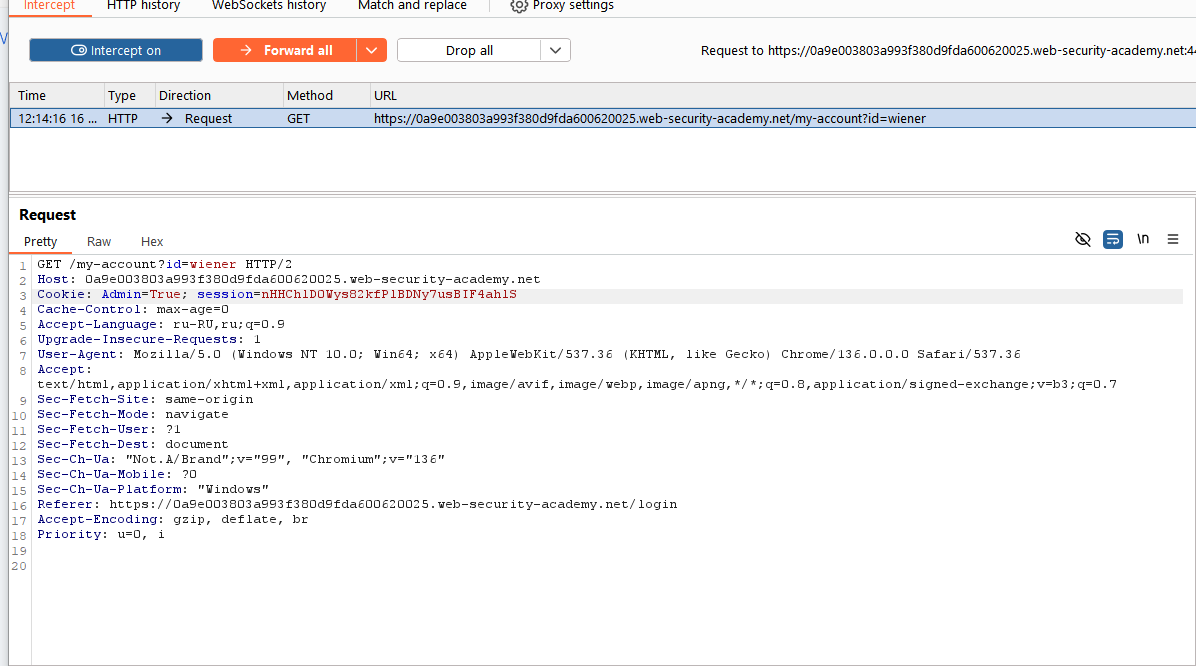 Intercept HTTP history WebSockets history Match and replace Proxy settings
Intercept on Forward all Drop all Request to https://0a9e003803a993f380d9fda600620025.web-security-academy.net:44
Time Type Direction Method URL
12:14:16 16 ... HTTP → Request GET https://0a9e003803a993f380d9fda600620025.web-security-academy.net/my-account?id=wiener
Request
Pretty Raw Hex \n
1 GET /my-account?id=wiener HTTP/2
2 Host: 0a9e003803a993f380d9fda600620025.web-security-academy.net
3 Cookie: Admin=True; session=nHHChlDOWys82kfPlBDNy7usBIF4ahlS
4 Cache-Control: max-age=0
5 Accept-Language: ru-RU,ru;q=0.9
6 Upgrade-Insecure-Requests: 1
7 User-Agent: Mozilla/5.0 (Windows NT 10.0; Win64; x64) AppleWebKit/537.36 (KHTML, like Gecko) Chrome/136.0.0.0 Safari/537.36
8 Accept:
text/html,application/xhtml+xml,application/xml;q=0.9,image/avif,image/webp,image/apng,*/*;q=0.8,application/signed-exchange;v=b3;q=0.7
9 Sec-Fetch-Site: same-origin
10 Sec-Fetch-Mode: navigate
11 Sec-Fetch-User: ?1
12 Sec-Fetch-Dest: document
13 Sec-Ch-Ua: "Not.A/Brand";v="99", "Chromium";v="136"
14 Sec-Ch-Ua-Mobile: ?0
15 Sec-Ch-Ua-Platform: "Windows"
16 Referer: https://0a9e003803a993f380d9fda600620025.web-security-academy.net/login
17 Accept-Encoding: gzip, deflate, br
18 Priority: u=0, i
19
20